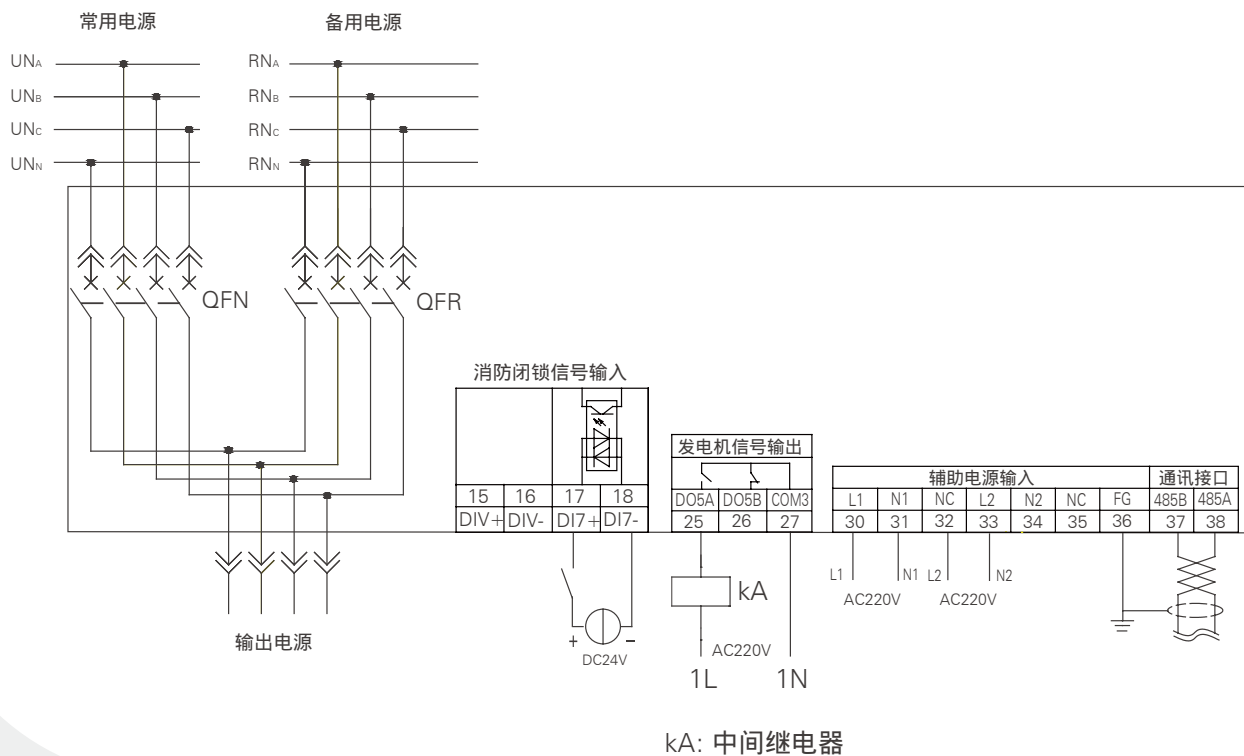 常用电源 备用电源
UNA RNA
UNB RNB
UNC RNC
UNN RNN
QFN QFR
消防闭锁信号输入
15 16 17 18
DIV+ DIV- DI7+ DI7-
+ -
DC24V
发电机信号输出
DO5A DO5B COM3
25 26 27
kA
AC220V
1L 1N
辅助电源输入 通讯接口
L1 N1 NC L2 N2 NC FG 485B 485A
30 31 32 33 34 35 36 37 38
L1 N1 L2 N2
AC220V AC220V
输出电源
kA: 中间继电器